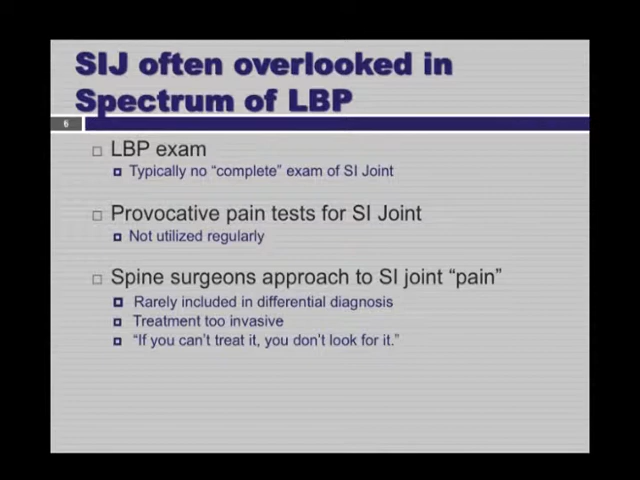 SIJ often overlooked in
Spectrum of LBP
6
LBP exam
Typically no “complete” exam of SI Joint
Provocative pain tests for SI Joint
Not utilized regularly
Spine surgeons approach to SI joint “pain”
Rarely included in differential diagnosis
Treatment too invasive
“If you can’t treat it, you don’t look for it.”